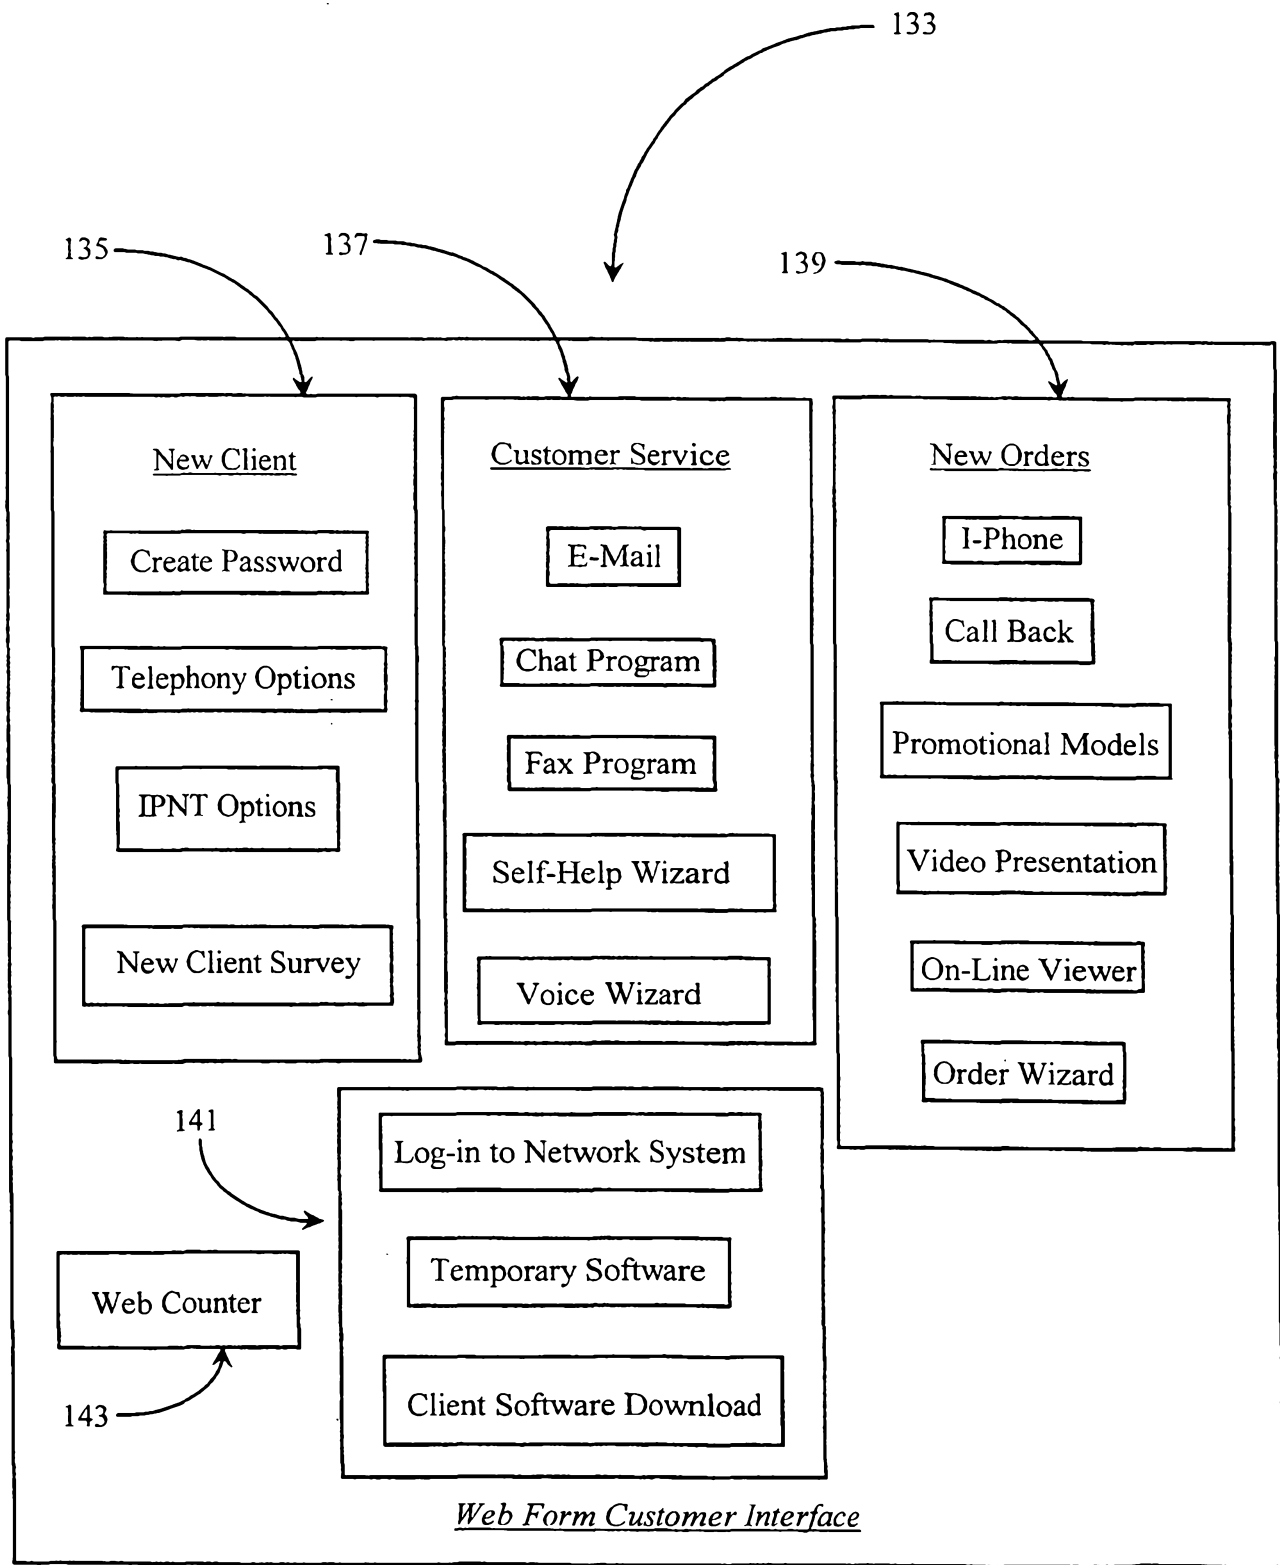 133
135
137
139
New Client
Create Password
Telephony Options
IPNT Options
New Client Survey
Customer Service
E-Mail
Chat Program
Fax Program
Self-Help Wizard
Voice Wizard
New Orders
I-Phone
Call Back
Promotional Models
Video Presentation
On-Line Viewer
Order Wizard
141
Log-in to Network System
Temporary Software
Client Software Download
Web Counter
143
Web Form Customer Interface